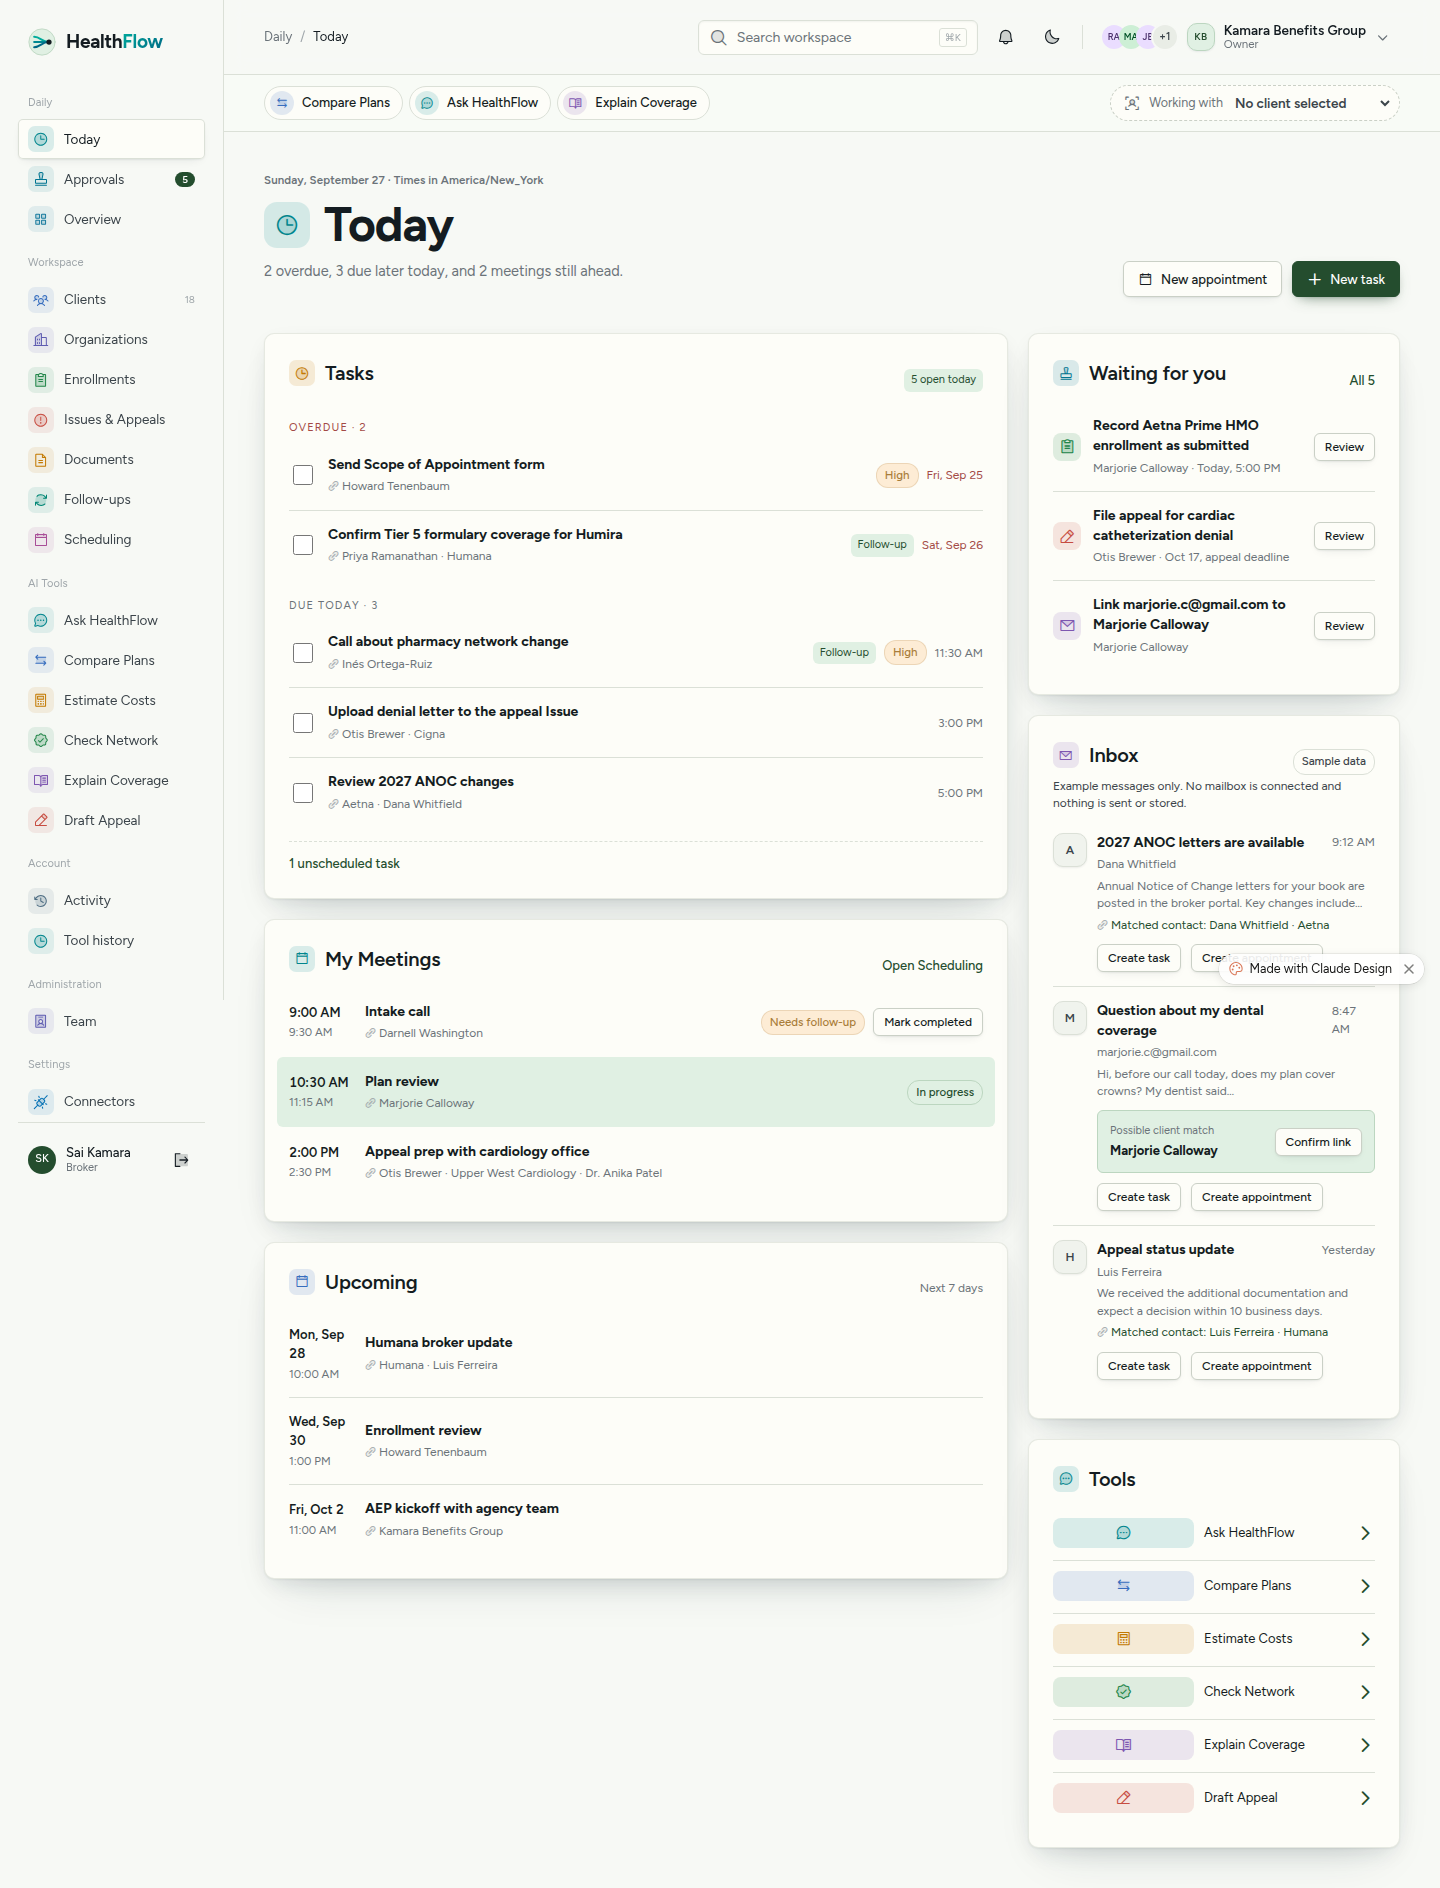 HealthFlow
Daily
Today
Approvals
5
Overview
Workspace
Clients
18
Organizations
Enrollments
Issues & Appeals
Documents
Follow-ups
Scheduling
AI Tools
Ask HealthFlow
Compare Plans
Estimate Costs
Check Network
Explain Coverage
Draft Appeal
Account
Activity
Tool history
Administration
Team
Settings
Connectors
SK
Sai Kamara
Broker
Daily / Today
Search workspace
⌘K
RA
MA
+1
KB
Kamara Benefits Group
Owner
Compare Plans
Ask HealthFlow
Explain Coverage
Working with No client selected
Sunday, September 27 · Times in America/New_York
Today
2 overdue, 3 due later today, and 2 meetings still ahead.
New appointment
New task
Tasks
5 open today
OVERDUE · 2
Send Scope of Appointment form
Howard Tenenbaum
High
Fri, Sep 25
Confirm Tier 5 formulary coverage for Humira
Priya Ramanathan · Humana
Follow-up
Sat, Sep 26
DUE TODAY · 3
Call about pharmacy network change
Inés Ortega-Ruiz
Follow-up
High
11:30 AM
Upload denial letter to the appeal Issue
Otis Brewer · Cigna
3:00 PM
Review 2027 ANOC changes
Aetna · Dana Whitfield
5:00 PM
1 unscheduled task
My Meetings
Open Scheduling
9:00 AM
9:30 AM
Intake call
Darnell Washington
Needs follow-up
Mark completed
10:30 AM
11:15 AM
Plan review
Marjorie Calloway
In progress
2:00 PM
2:30 PM
Appeal prep with cardiology office
Otis Brewer · Upper West Cardiology · Dr. Anika Patel
Upcoming
Next 7 days
Mon, Sep
28
10:00 AM
Humana broker update
Humana · Luis Ferreira
Wed, Sep
30
1:00 PM
Enrollment review
Howard Tenenbaum
Fri, Oct 2
11:00 AM
AEP kickoff with agency team
Kamara Benefits Group
Waiting for you
All 5
Record Aetna Prime HMO
enrollment as submitted
Marjorie Calloway · Today, 5:00 PM
Review
File appeal for cardiac
catheterization denial
Otis Brewer · Oct 17, appeal deadline
Review
Link marjorie.c@gmail.com to
Marjorie Calloway
Marjorie Calloway
Review
Inbox
Sample data
Example messages only. No mailbox is connected and
nothing is sent or stored.
A
2027 ANOC letters are available
9:12 AM
Dana Whitfield
Annual Notice of Change letters for your book are
posted in the broker portal. Key changes include...
Matched contact: Dana Whitfield · Aetna
Create task
Create appointment
Made with Claude Design
M
Question about my dental
coverage
8:47
AM
marjorie.c@gmail.com
Hi, before our call today, does my plan cover
crowns? My dentist said...
Possible client match
Marjorie Calloway
Confirm link
Create task
Create appointment
H
Appeal status update
Yesterday
Luis Ferreira
We received the additional documentation and
expect a decision within 10 business days.
Matched contact: Luis Ferreira · Humana
Create task
Create appointment
Tools
Ask HealthFlow
Compare Plans
Estimate Costs
Check Network
Explain Coverage
Draft Appeal